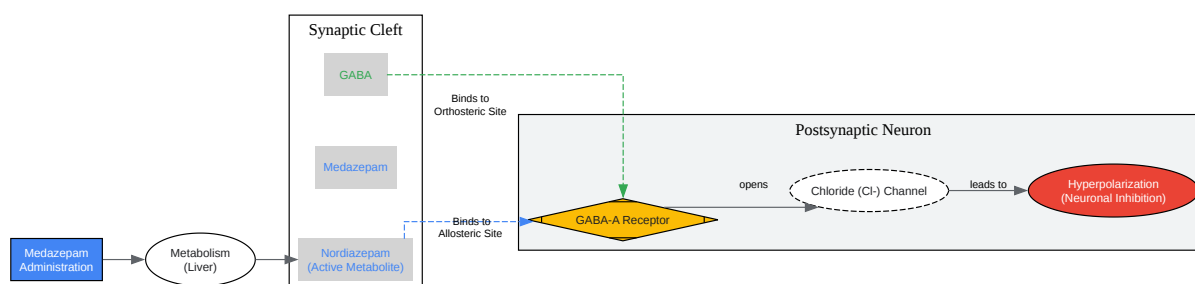 Synaptic Cleft
GABA
Binds to
Orthosteric Site
Postsynaptic Neuron
Medazepam
opens
Chloride (Cl-) Channel
leads to
Hyperpolarization
(Neuronal Inhibition)
Binds to
Allosteric Site
GABA-A Receptor
Medazepam
Administration
Metabolism
(Liver)
Nordiazepam
(Active Metabolite)